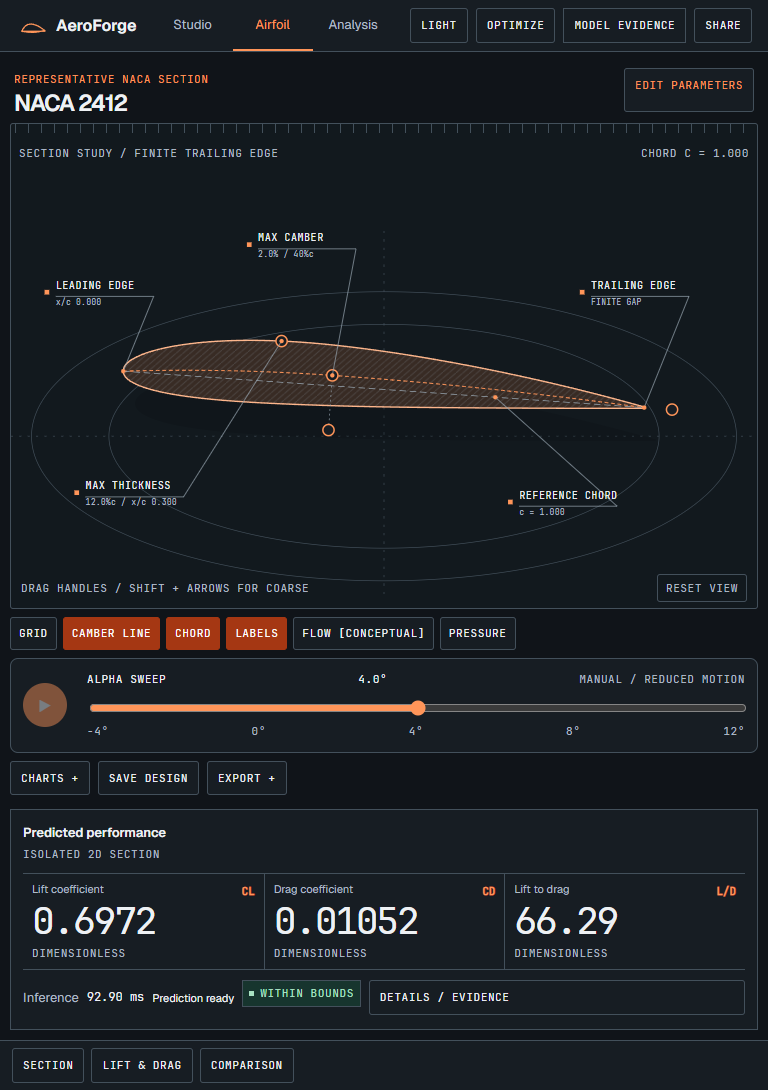 AeroForge Studio Airfoil Analysis LIGHT OPTIMIZE MODEL EVIDENCE SHARE
REPRESENTATIVE NACA SECTION
NACA 2412
EDIT PARAMETERS
SECTION STUDY / FINITE TRAILING EDGE CHORD C = 1.000
MAX CAMBER
2.0% / 40%c
LEADING EDGE
x/c 0.000
TRAILING EDGE
FINITE GAP
MAX THICKNESS
12.0%c / x/c 0.300
REFERENCE CHORD
c = 1.000
DRAG HANDLES / SHIFT + ARROWS FOR COARSE RESET VIEW
GRID CAMBER LINE CHORD LABELS FLOW [CONCEPTUAL] PRESSURE
ALPHA SWEEP 4.0° MANUAL / REDUCED MOTION
-4° 0° 4° 8° 12°
CHARTS + SAVE DESIGN EXPORT +
Predicted performance
ISOLATED 2D SECTION
Lift coefficient CL
0.6972
DIMENSIONLESS
Drag coefficient CD
0.01052
DIMENSIONLESS
Lift to drag L/D
66.29
DIMENSIONLESS
Inference 92.90 ms Prediction ready WITHIN BOUNDS DETAILS / EVIDENCE
SECTION LIFT & DRAG COMPARISON